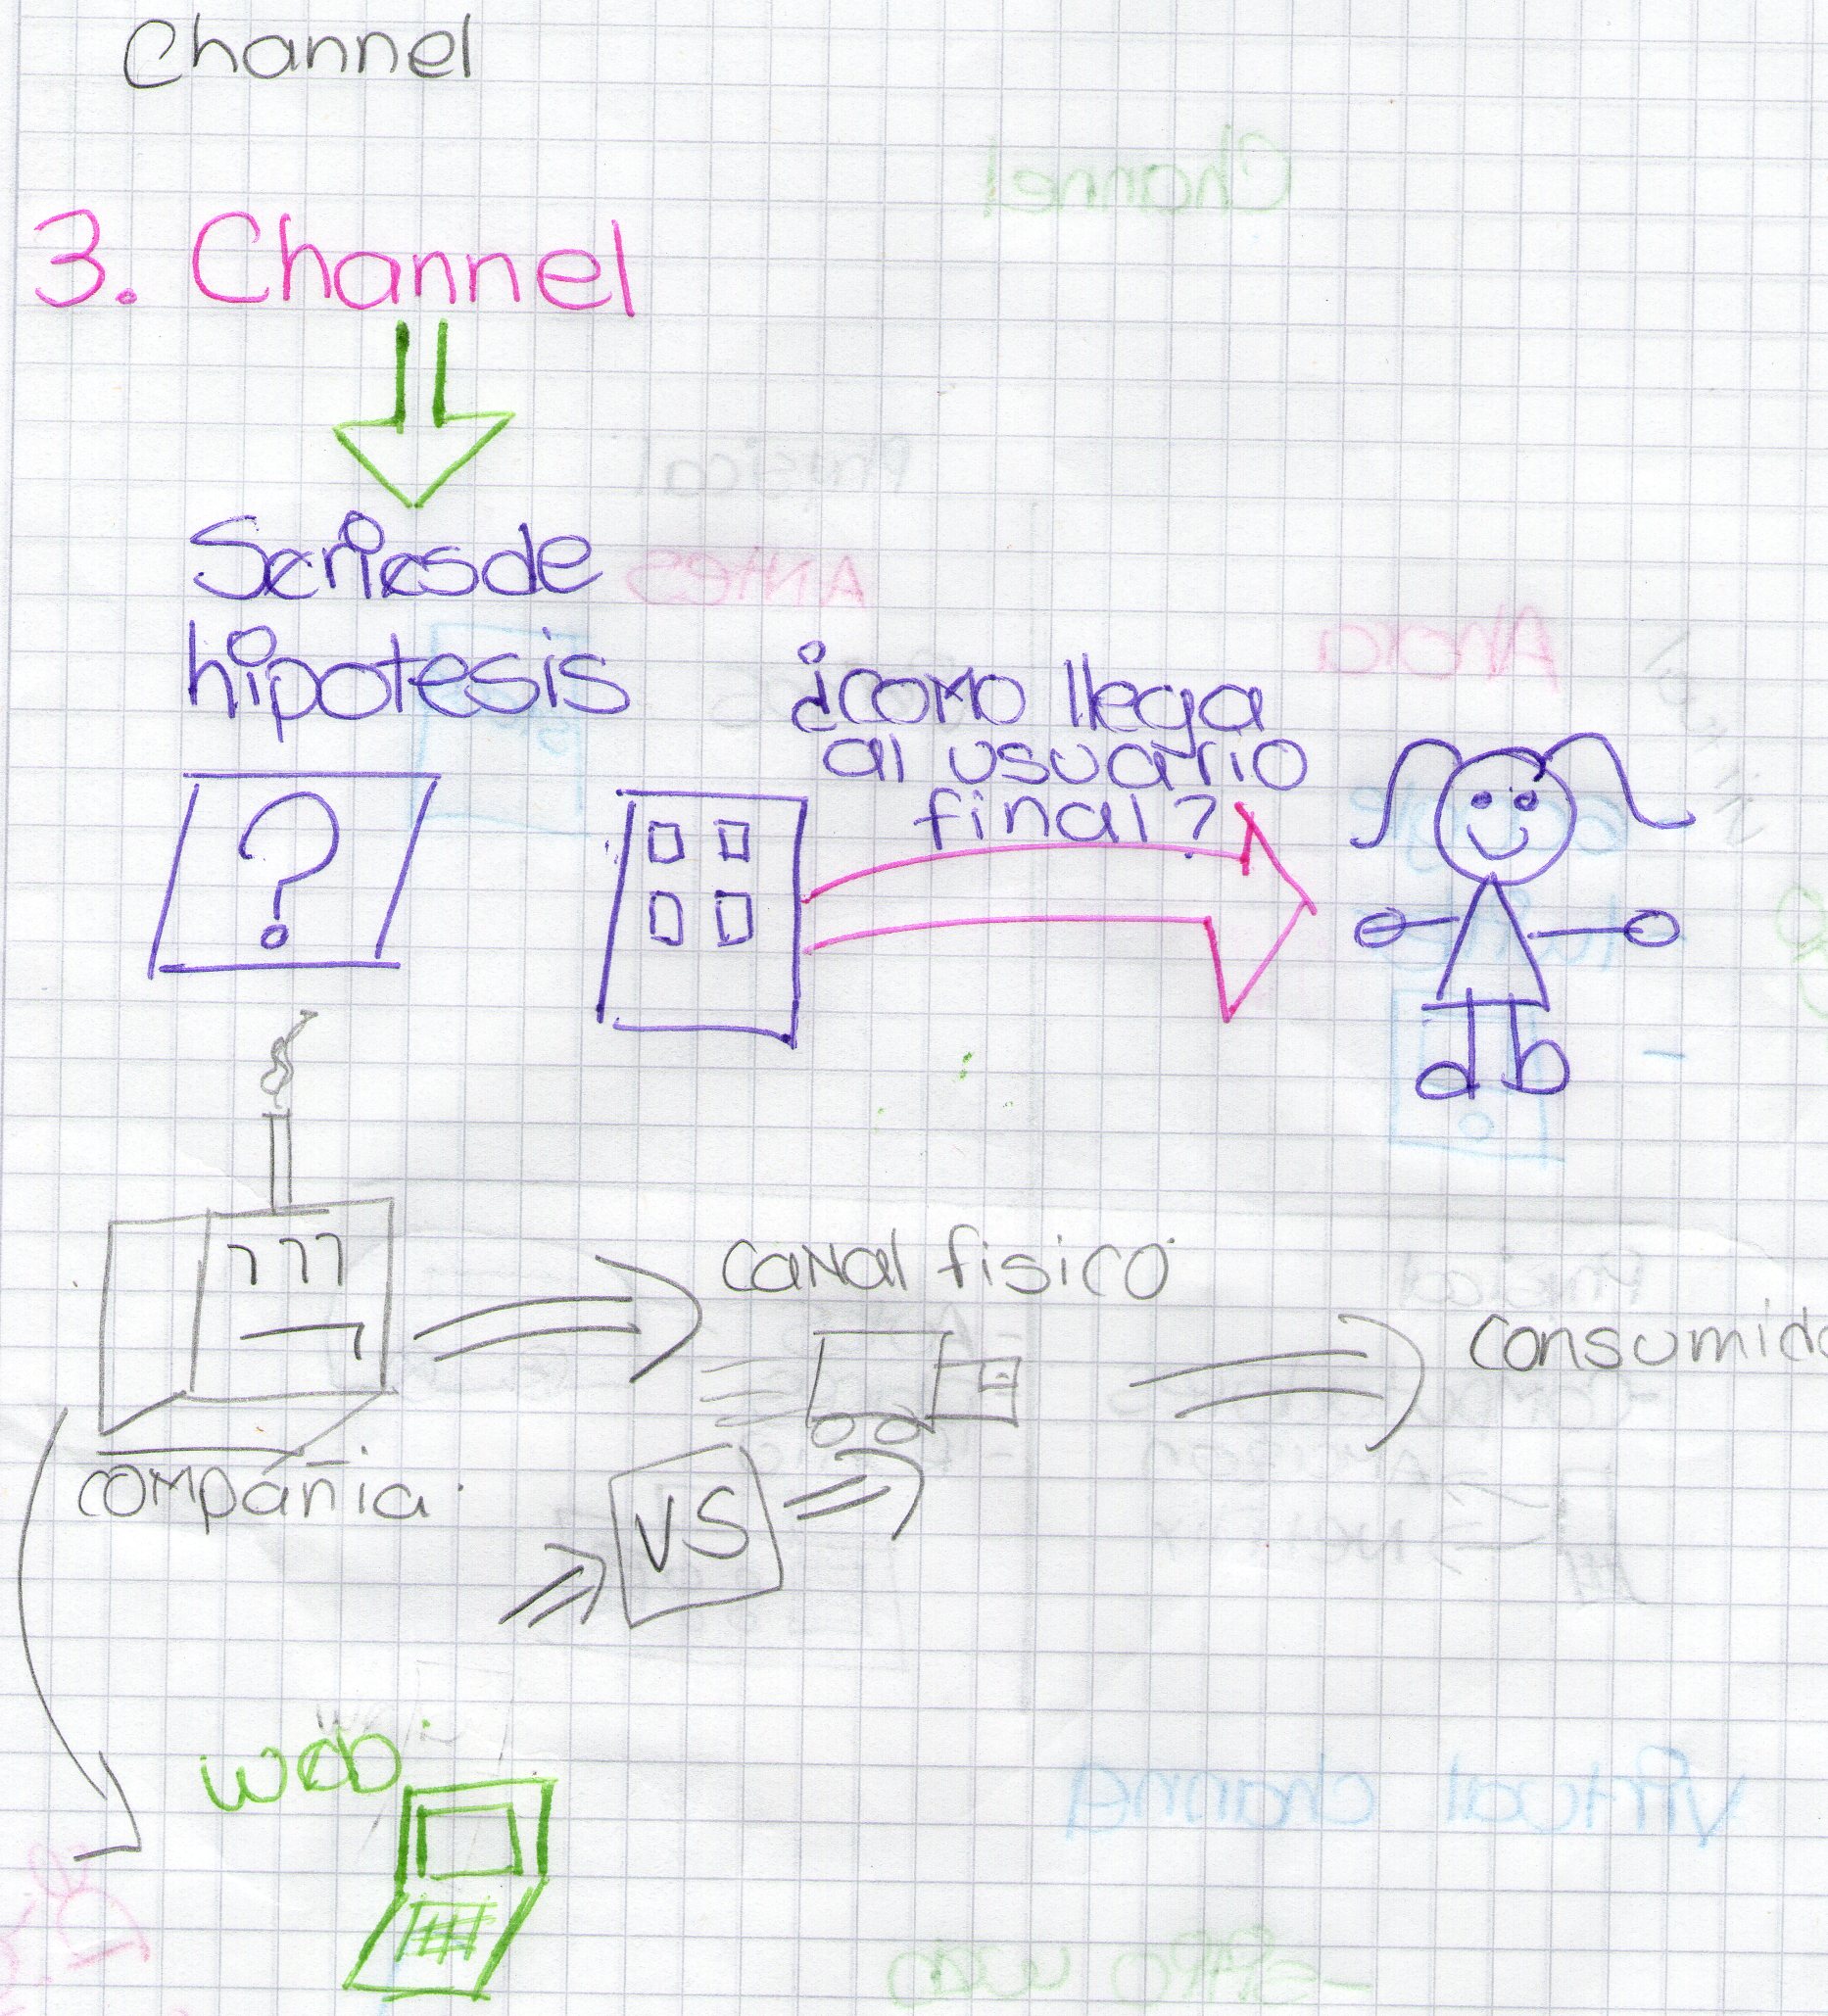 Channel
3. Channel
Series de
hipotesis
¿como llega
al usuario
final?
?
canal fisico
consumido
compañia
VS
web